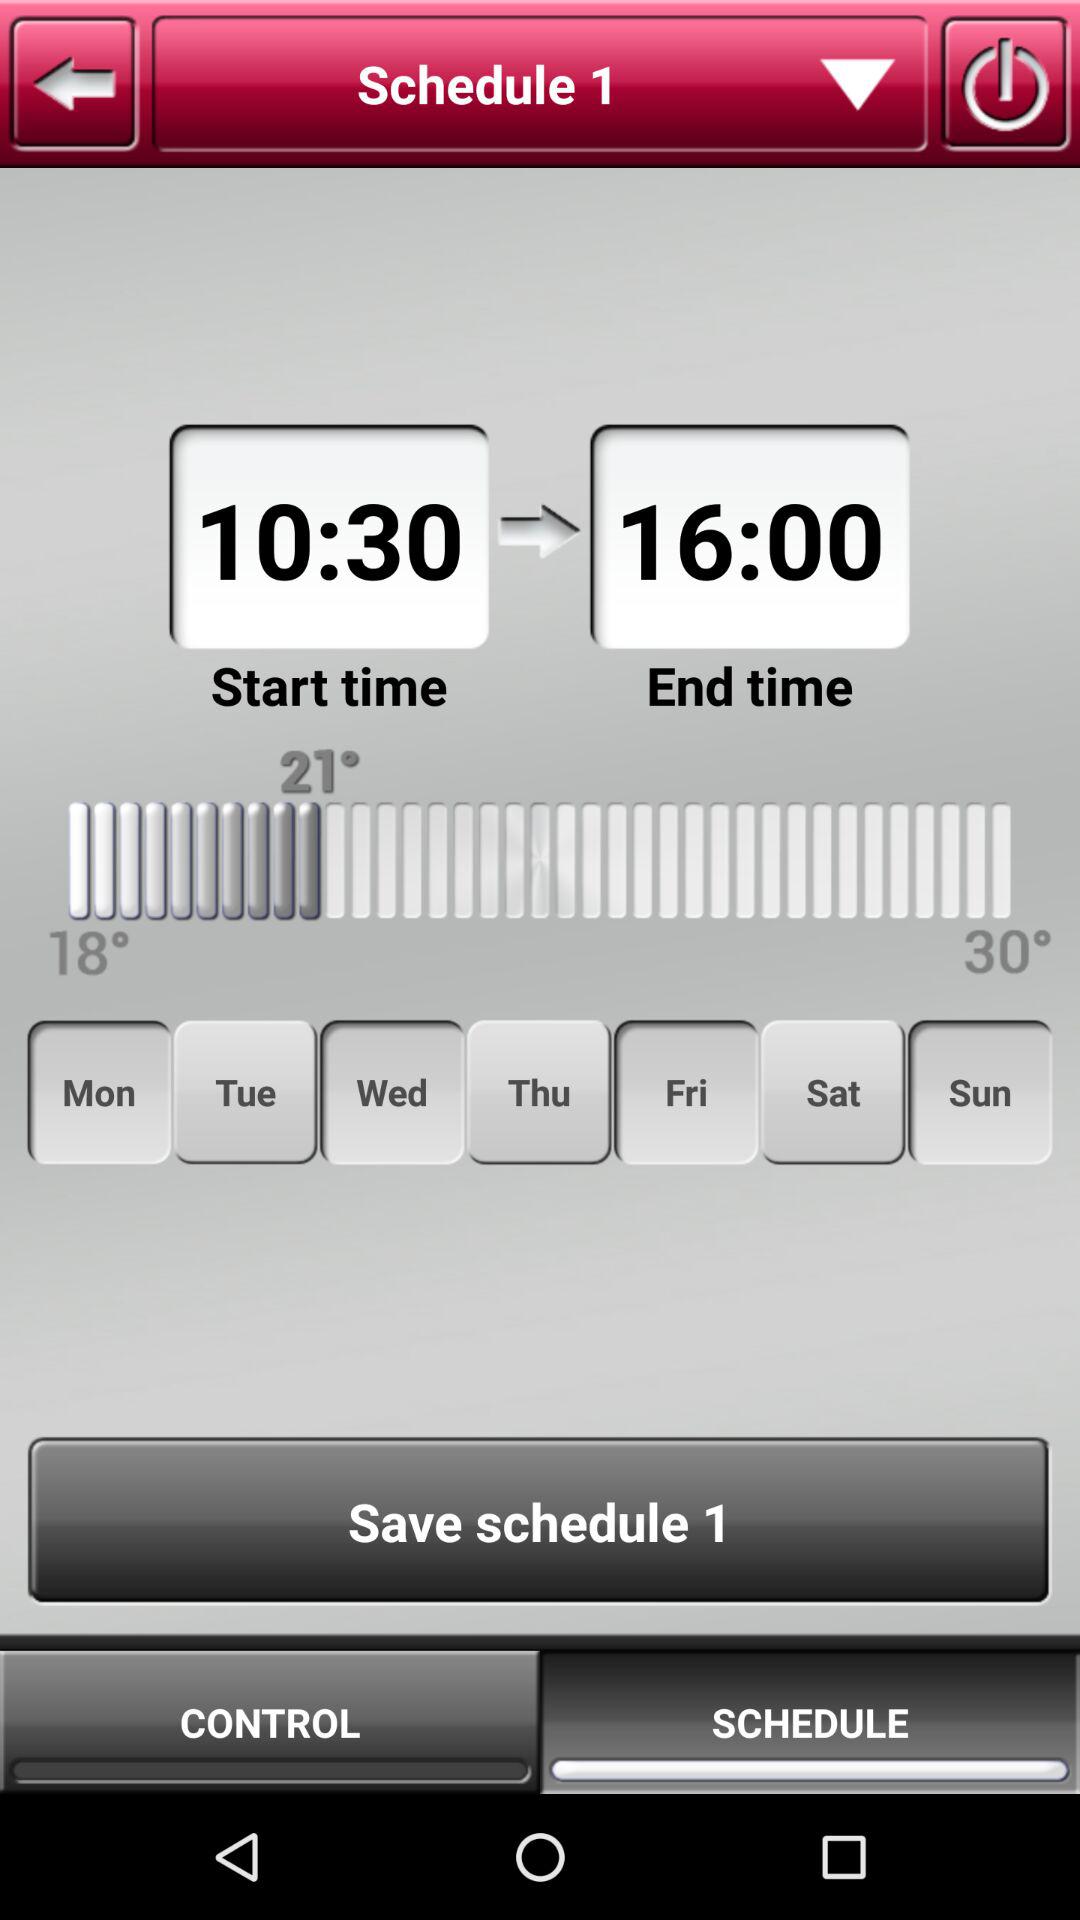 Schedule 1
10:30
16:00
Start time
End time
21°
18°
30°
Mon Tue Wed Thu Fri Sat Sun
Save schedule 1
CONTROL
SCHEDULE